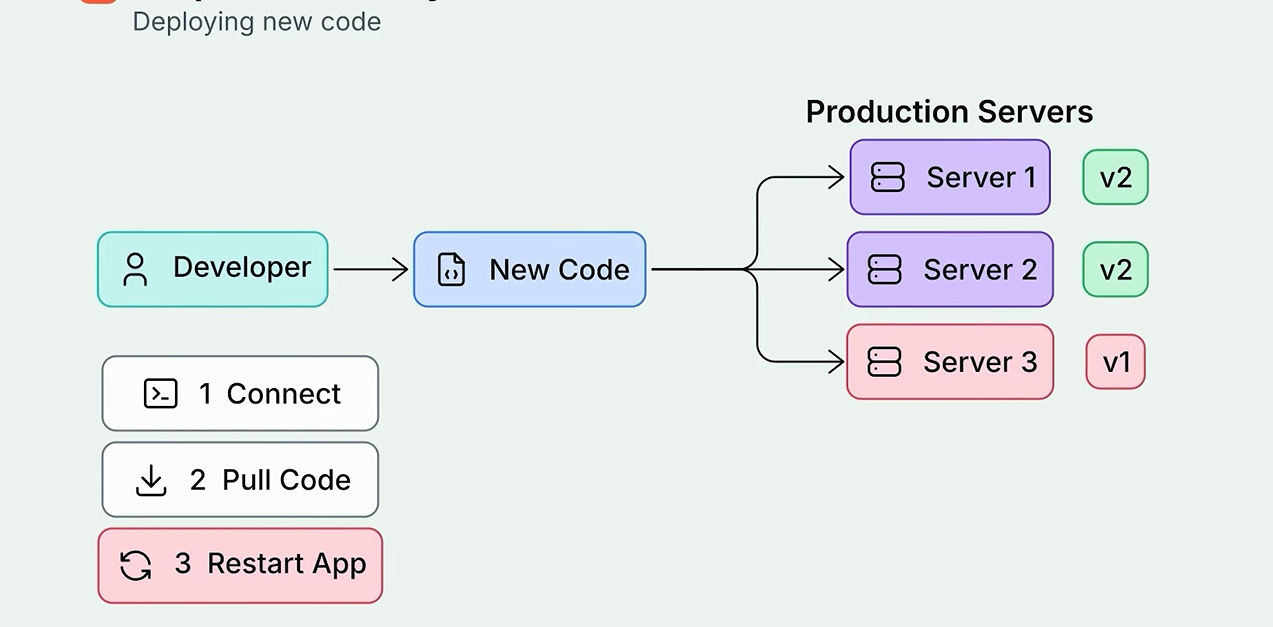 Deploying new code
Production Servers
Server 1
v2
Developer
New Code
Server 2
v2
Server 3
v1
1 Connect
2 Pull Code
3 Restart App